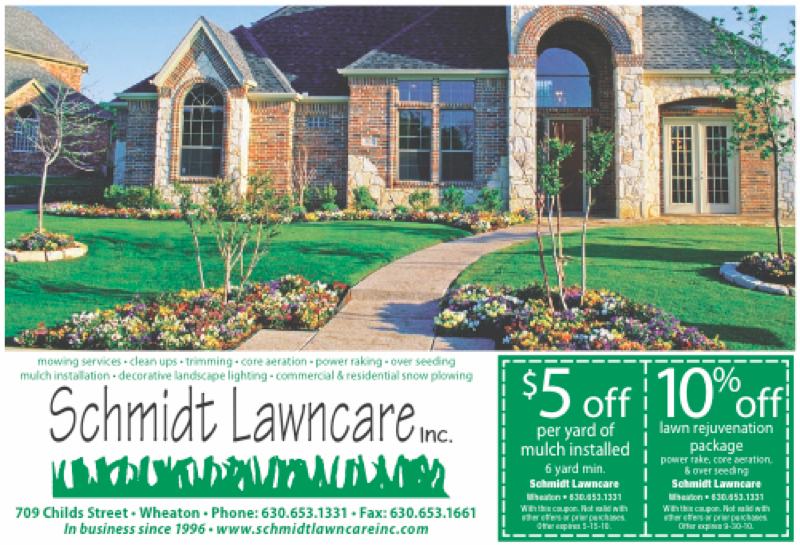 mowing services • clean ups • trimming • core aeration • power raking • over seeding
mulch installation • decorative landscape lighting • commercial & residential snow plowing
Schmidt Lawncare Inc.
709 Childs Street • Wheaton • Phone: 630.653.1331 • Fax: 630.653.1661
In business since 1996 • www.schmidtlawncareinc.com
$5 off
per yard of
mulch installed
6 yard min.
Schmidt Lawncare
Wheaton • 630.653.1331
With this coupon. Not valid with
other offers or prior purchases.
Offer expires 5-15-10.
10% off
lawn rejuvenation
package
power rake, core aeration,
& over seeding
Schmidt Lawncare
Wheaton • 630.653.1331
With this coupon. Not valid with
other offers or prior purchases.
Offer expires 9-30-10.